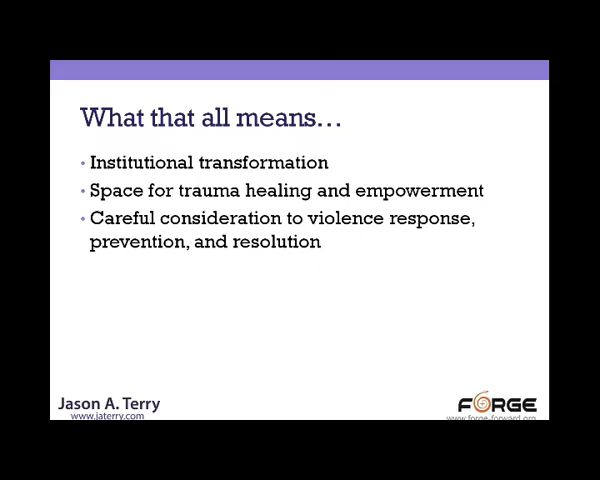 What that all means…
• Institutional transformation
• Space for trauma healing and empowerment
• Careful consideration to violence response,
prevention, and resolution
Jason A. Terry
www.jaterry.com
FORGE
www.forge-forward.org